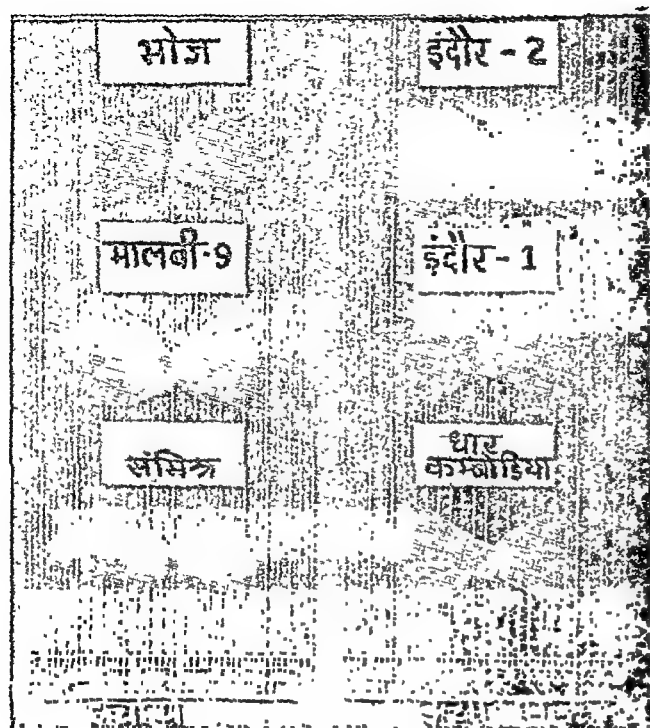 भोज
इंदौर - 2
मालवी-9
इंदौर - 1
संमिश्र
धार
कम्बोडिया